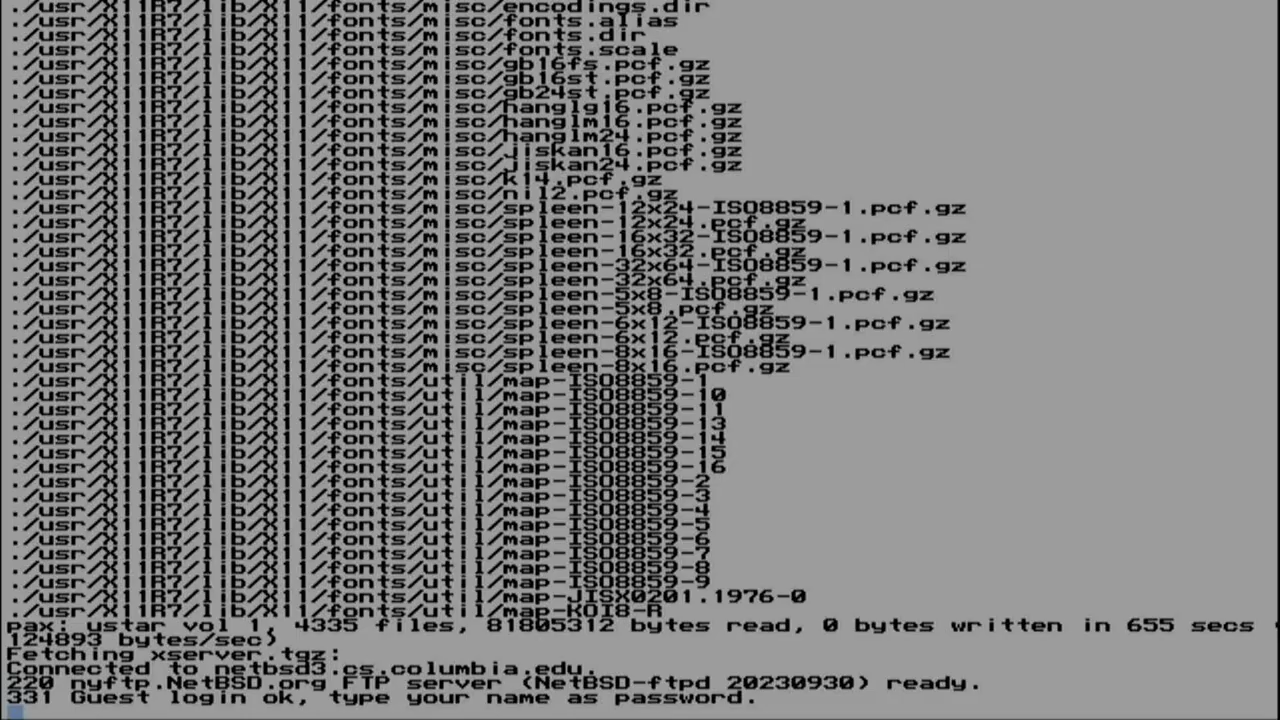 ./usr/X11R7/lib/X11/fonts/misc/encodings.dir
./usr/X11R7/lib/X11/fonts/misc/fonts.alias
./usr/X11R7/lib/X11/fonts/misc/fonts.dir
./usr/X11R7/lib/X11/fonts/misc/fonts.scale
./usr/X11R7/lib/X11/fonts/misc/gb16fs.pcf.gz
./usr/X11R7/lib/X11/fonts/misc/gb16st.pcf.gz
./usr/X11R7/lib/X11/fonts/misc/gb24st.pcf.gz
./usr/X11R7/lib/X11/fonts/misc/hanglg16.pcf.gz
./usr/X11R7/lib/X11/fonts/misc/hanglm16.pcf.gz
./usr/X11R7/lib/X11/fonts/misc/hanglm24.pcf.gz
./usr/X11R7/lib/X11/fonts/misc/jiskan16.pcf.gz
./usr/X11R7/lib/X11/fonts/misc/jiskan24.pcf.gz
./usr/X11R7/lib/X11/fonts/misc/k14.pcf.gz
./usr/X11R7/lib/X11/fonts/misc/nil2.pcf.gz
./usr/X11R7/lib/X11/fonts/misc/spleen-12x24-ISO8859-1.pcf.gz
./usr/X11R7/lib/X11/fonts/misc/spleen-12x24.pcf.gz
./usr/X11R7/lib/X11/fonts/misc/spleen-16x32-ISO8859-1.pcf.gz
./usr/X11R7/lib/X11/fonts/misc/spleen-16x32.pcf.gz
./usr/X11R7/lib/X11/fonts/misc/spleen-32x64-ISO8859-1.pcf.gz
./usr/X11R7/lib/X11/fonts/misc/spleen-32x64.pcf.gz
./usr/X11R7/lib/X11/fonts/misc/spleen-5x8-ISO8859-1.pcf.gz
./usr/X11R7/lib/X11/fonts/misc/spleen-5x8.pcf.gz
./usr/X11R7/lib/X11/fonts/misc/spleen-6x12-ISO8859-1.pcf.gz
./usr/X11R7/lib/X11/fonts/misc/spleen-6x12.pcf.gz
./usr/X11R7/lib/X11/fonts/misc/spleen-8x16-ISO8859-1.pcf.gz
./usr/X11R7/lib/X11/fonts/misc/spleen-8x16.pcf.gz
./usr/X11R7/lib/X11/fonts/util/map-ISO8859-1
./usr/X11R7/lib/X11/fonts/util/map-ISO8859-10
./usr/X11R7/lib/X11/fonts/util/map-ISO8859-11
./usr/X11R7/lib/X11/fonts/util/map-ISO8859-13
./usr/X11R7/lib/X11/fonts/util/map-ISO8859-14
./usr/X11R7/lib/X11/fonts/util/map-ISO8859-15
./usr/X11R7/lib/X11/fonts/util/map-ISO8859-16
./usr/X11R7/lib/X11/fonts/util/map-ISO8859-2
./usr/X11R7/lib/X11/fonts/util/map-ISO8859-3
./usr/X11R7/lib/X11/fonts/util/map-ISO8859-4
./usr/X11R7/lib/X11/fonts/util/map-ISO8859-5
./usr/X11R7/lib/X11/fonts/util/map-ISO8859-6
./usr/X11R7/lib/X11/fonts/util/map-ISO8859-7
./usr/X11R7/lib/X11/fonts/util/map-ISO8859-8
./usr/X11R7/lib/X11/fonts/util/map-ISO8859-9
./usr/X11R7/lib/X11/fonts/util/map-JISX0201.1976-0
./usr/X11R7/lib/X11/fonts/util/map-KOI8-R
pax: ustar vol 1, 4335 files, 81805312 bytes read, 0 bytes written in 655 secs
124893 bytes/sec)
Fetching xserver.tgz:
Connected to netbsd3.cs.columbia.edu.
220 nyftp.NetBSD.org FTP server (NetBSD-ftpd 20230930) ready.
331 Guest login ok, type your name as password.